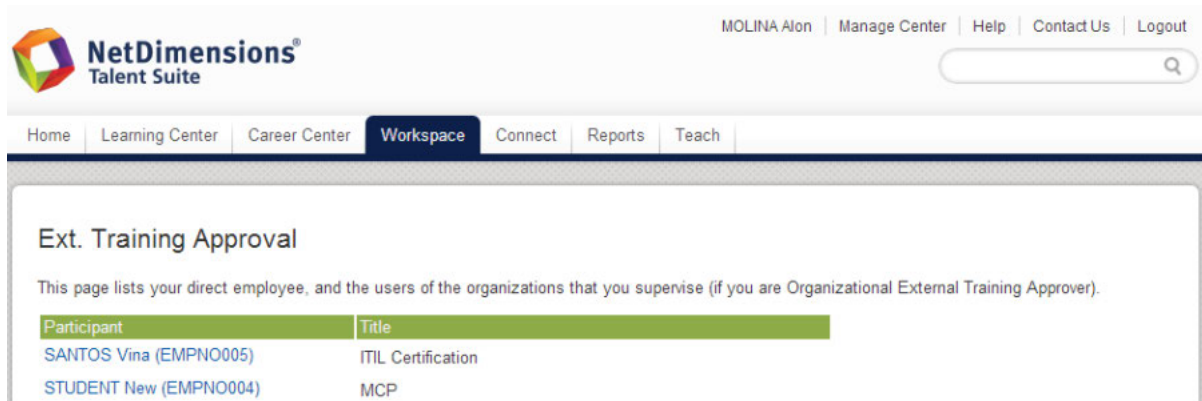 MOLINA Alon Manage Center Help Contact Us Logout
NetDimensions®
Talent Suite
Home Learning Center Career Center Workspace Connect Reports Teach
Ext. Training Approval
This page lists your direct employee, and the users of the organizations that you supervise (if you are Organizational External Training Approver).
Participant Title
SANTOS Vina (EMPNO005) ITIL Certification
STUDENT New (EMPNO004) MCP